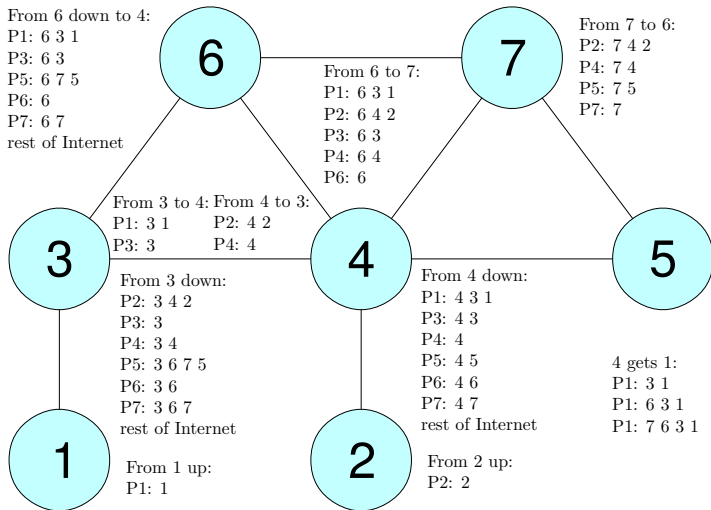 From 6 down to 4:
P1: 6 3 1
P3: 6 3
P5: 6 7 5
P6: 6
P7: 6 7
rest of Internet
6
From 6 to 7:
P1: 6 3 1
P2: 6 4 2
P3: 6 3
P4: 6 4
P6: 6
7
From 7 to 6:
P2: 7 4 2
P4: 7 4
P5: 7 5
P7: 7
From 3 to 4:
P1: 3 1
P3: 3
From 4 to 3:
P2: 4 2
P4: 4
3
4
5
From 3 down:
P2: 3 4 2
P3: 3
P4: 3 4
P5: 3 6 7 5
P6: 3 6
P7: 3 6 7
rest of Internet
From 4 down:
P1: 4 3 1
P3: 4 3
P4: 4
P5: 4 5
P6: 4 6
P7: 4 7
rest of Internet
4 gets 1:
P1: 3 1
P1: 6 3 1
P1: 7 6 3 1
1
From 1 up:
P1: 1
2
From 2 up:
P2: 2